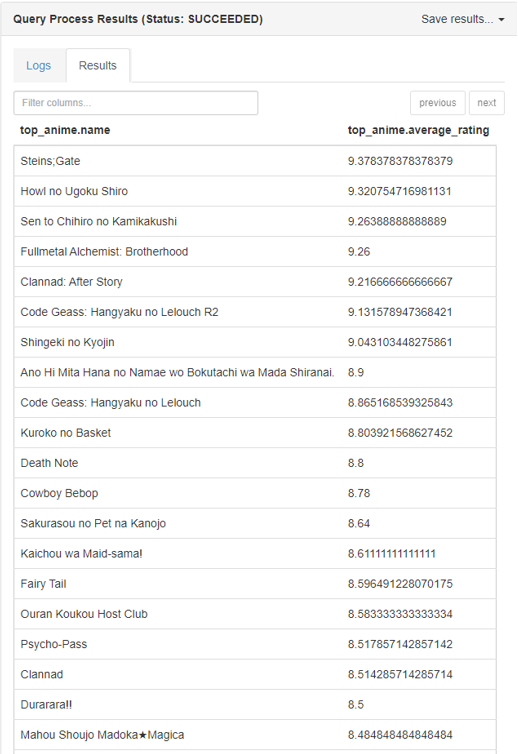 Query Process Results (Status: SUCCEEDED) Save results...
Logs Results
Filter columns... previous next
top_anime.name top_anime.average_rating
Steins;Gate 9.378378378378379
Howl no Ugoku Shiro 9.320754716981131
Sen to Chihiro no Kamikakushi 9.26388888888889
Fullmetal Alchemist: Brotherhood 9.26
Clannad: After Story 9.216666666666667
Code Geass: Hangyaku no Lelouch R2 9.131578947368421
Shingeki no Kyojin 9.043103448275861
Ano Hi Mita Hana no Namae wo Bokutachi wa Mada Shiranai. 8.9
Code Geass: Hangyaku no Lelouch 8.865168539325843
Kuroko no Basket 8.803921568627452
Death Note 8.8
Cowboy Bebop 8.78
Sakurasou no Pet na Kanojo 8.64
Kaichou wa Maid-sama! 8.61111111111111
Fairy Tail 8.596491228070175
Ouran Koukou Host Club 8.583333333333334
Psycho-Pass 8.517857142857142
Clannad 8.514285714285714
Durarara!! 8.5
Mahou Shoujo Madoka★Magica 8.484848484848484